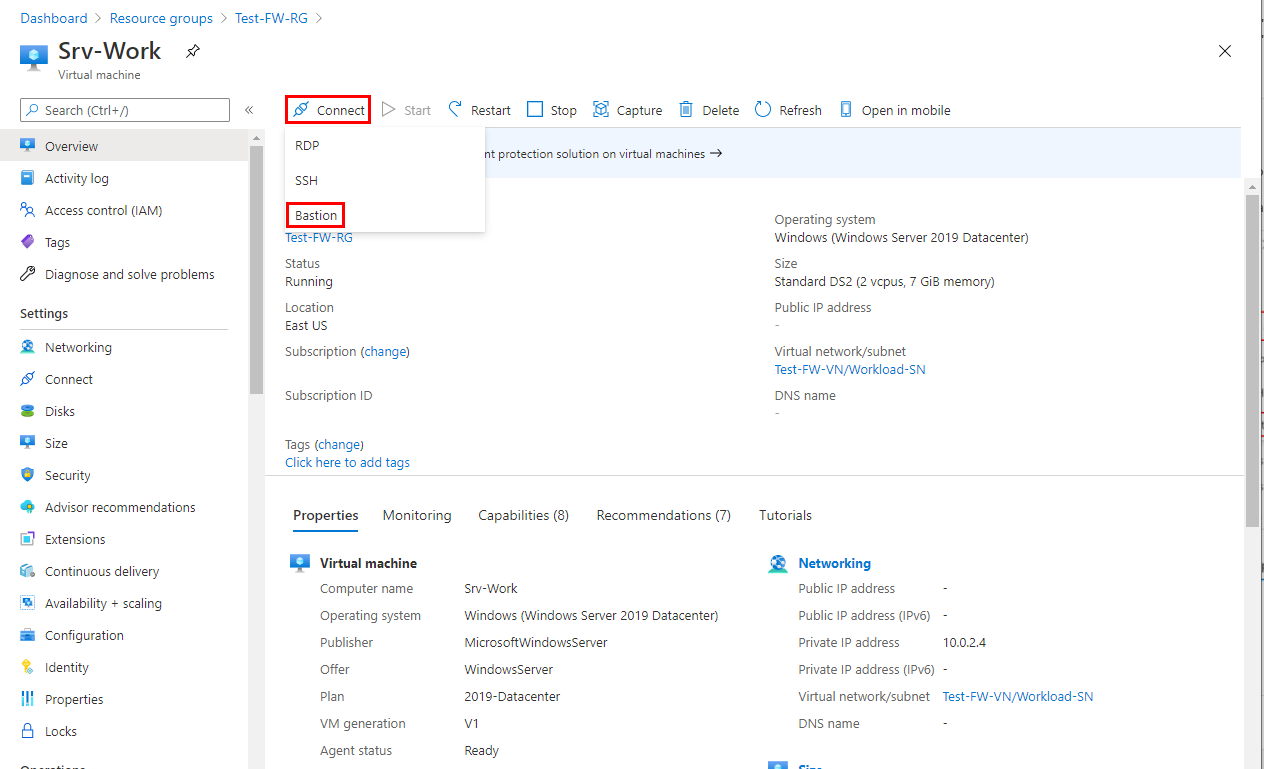 Dashboard > Resource groups > Test-FW-RG >
Srv-Work
Virtual machine
Search (Ctrl+/)
«
Overview
Activity log
Access control (IAM)
Tags
Diagnose and solve problems
Settings
Networking
Connect
Disks
Size
Security
Advisor recommendations
Extensions
Continuous delivery
Availability + scaling
Configuration
Identity
Properties
Locks
Connect Start Restart Stop Capture Delete Refresh Open in mobile
RDP
SSH
Bastion
nt protection solution on virtual machines →
Test-FW-RG
Status
Running
Location
East US
Subscription (change)
Subscription ID
Tags (change)
Click here to add tags
Operating system
Windows (Windows Server 2019 Datacenter)
Size
Standard DS2 (2 vcpus, 7 GiB memory)
Public IP address
-
Virtual network/subnet
Test-FW-VN/Workload-SN
DNS name
-
Properties Monitoring Capabilities (8) Recommendations (7) Tutorials
Virtual machine
Computer name Srv-Work
Operating system Windows (Windows Server 2019 Datacenter)
Publisher MicrosoftWindowsServer
Offer WindowsServer
Plan 2019-Datacenter
VM generation V1
Agent status Ready
Networking
Public IP address -
Public IP address (IPv6) -
Private IP address 10.0.2.4
Private IP address (IPv6) -
Virtual network/subnet Test-FW-VN/Workload-SN
DNS name -